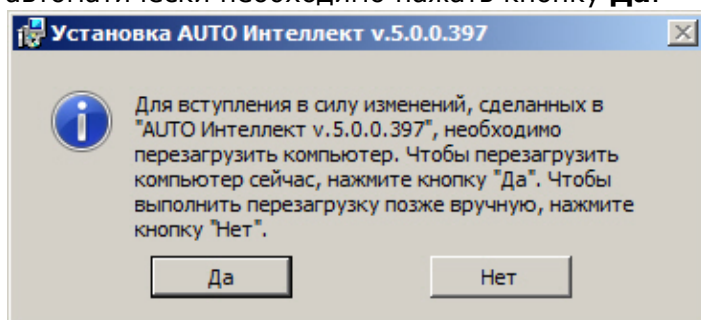 автоматически необходимо нажать кнопку Да.
Установка АUTO Интеллект v.5.0.0.397
Для вступления в силу изменений, сделанных в
"AUTO Интеллект v.5.0.0.397", необходимо
перезагрузить компьютер. Чтобы перезагрузить
компьютер сейчас, нажмите кнопку "Да". Чтобы
выполнить перезагрузку позже вручную, нажмите
кнопку "Нет".
Да
Нет